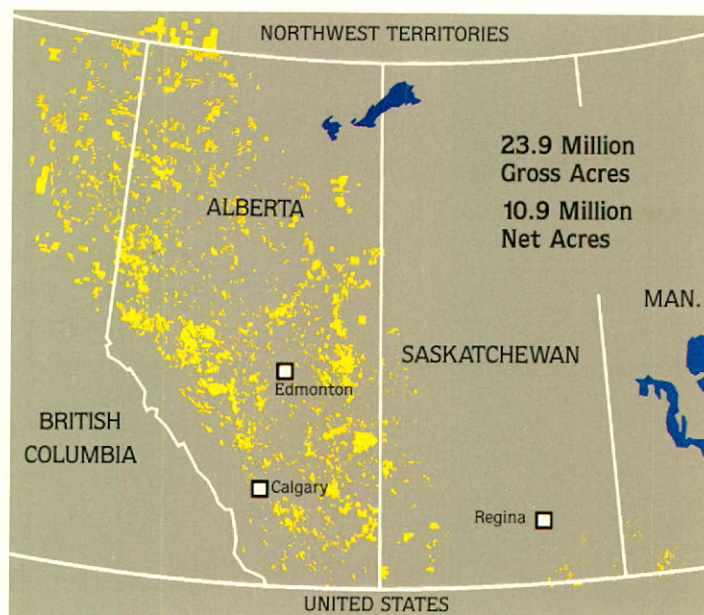 NORTHWEST TERRITORIES
23.9 Million
Gross Acres
10.9 Million
Net Acres
ALBERTA
MAN.
SASKATCHEWAN
Edmonton
BRITISH
COLUMBIA
Calgary
Regina
UNITED STATES